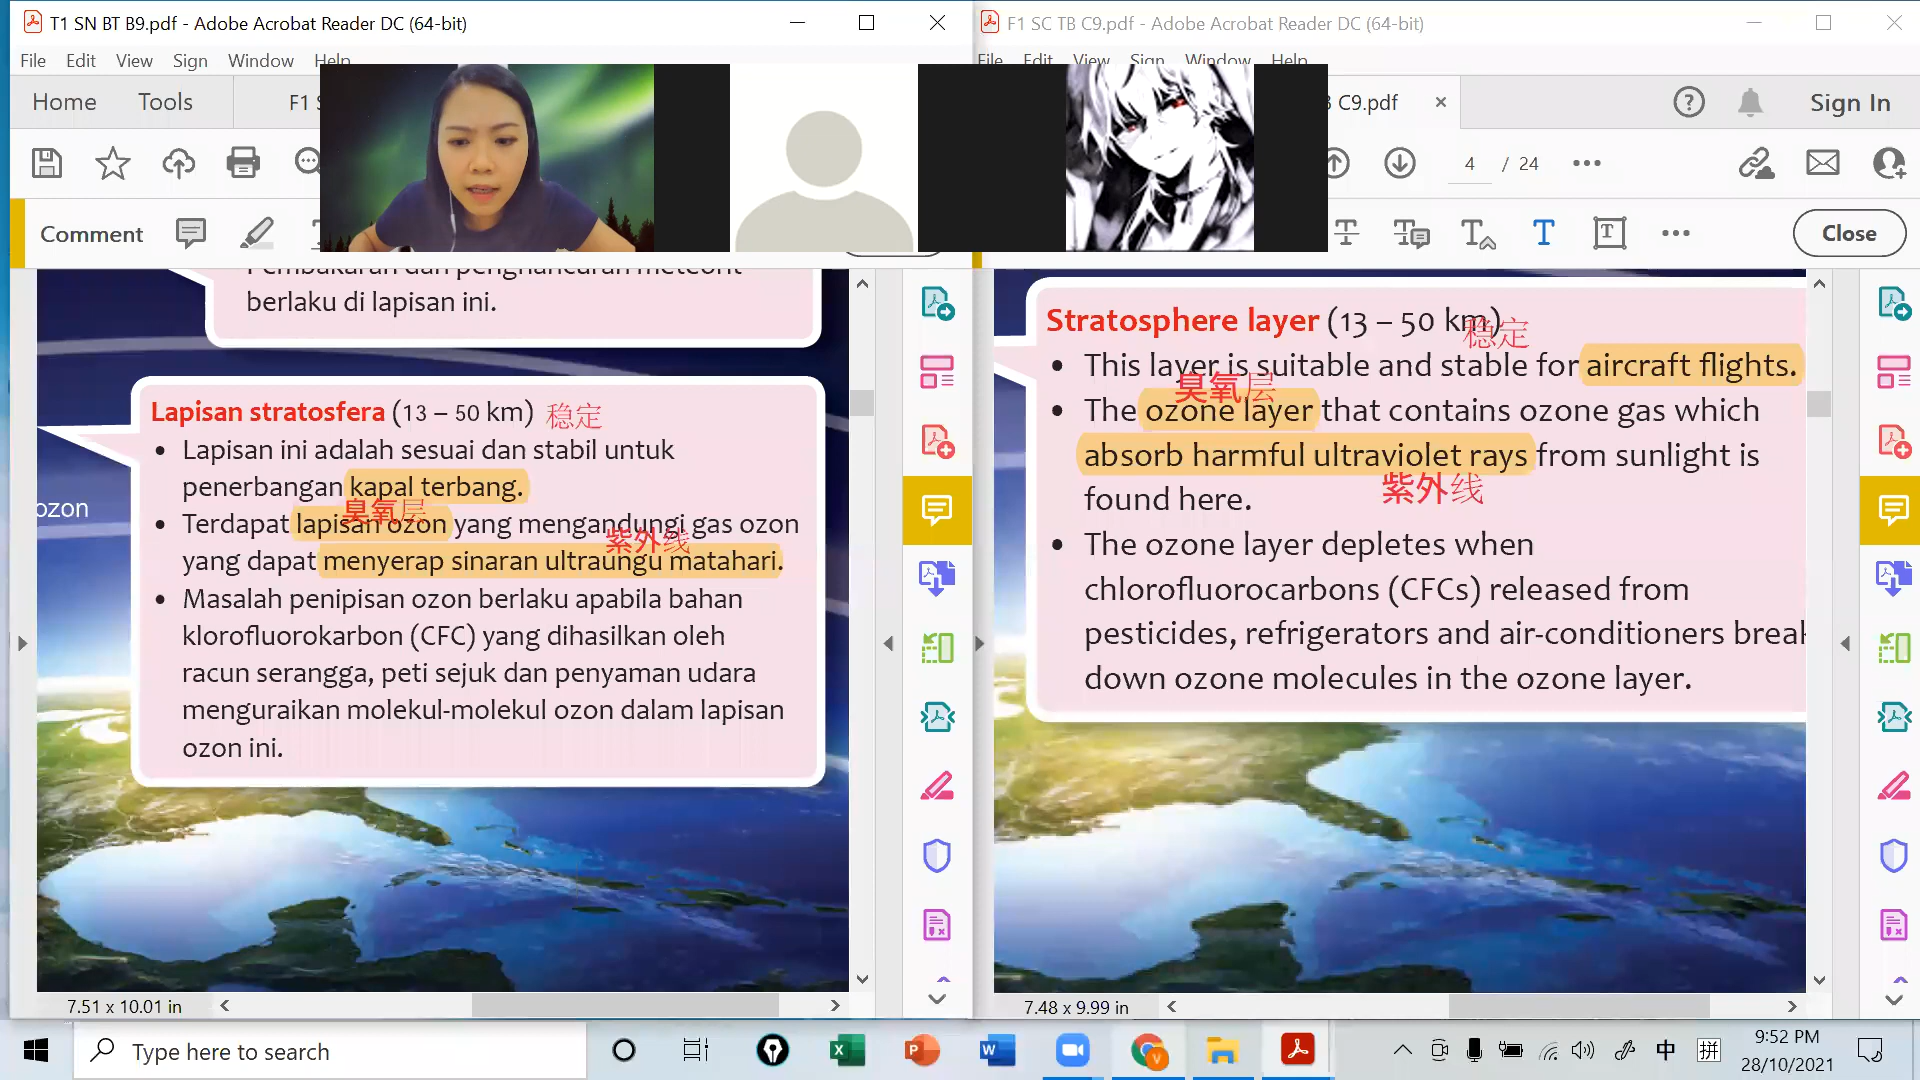 T1 SN BT B9.pdf - Adobe Acrobat Reader DC (64-bit)
File Edit View Sign Window Help
Home Tools
Comment
berlaku di lapisan ini.
Lapisan stratosfera (13 – 50 km) 稳定
• Lapisan ini adalah sesuai dan stabil untuk
penerbangan kapal terbang.
臭氧层
• Terdapat lapisan ozon yang mengandungi gas ozon
紫外线
yang dapat menyerap sinaran ultraungu matahari.
• Masalah penipisan ozon berlaku apabila bahan
klorofluorokarbon (CFC) yang dihasilkan oleh
racun serangga, peti sejuk dan penyaman udara
menguraikan molekul-molekul ozon dalam lapisan
ozon ini.
ozon
7.51 x 10.01 in
F1 SC TB C9.pdf - Adobe Acrobat Reader DC (64-bit)
File Edit View Sign Window Help
C9.pdf
Sign In
4 / 24
Close
Stratosphere layer (13 – 50 km)
稳定
• This layer is suitable and stable for aircraft flights.
臭氧层
• The ozone layer that contains ozone gas which
absorb harmful ultraviolet rays from sunlight is
紫外线
found here.
• The ozone layer depletes when
chlorofluorocarbons (CFCs) released from
pesticides, refrigerators and air-conditioners break
down ozone molecules in the ozone layer.
7.48 x 9.99 in
Type here to search
中 拼
9:52 PM
28/10/2021